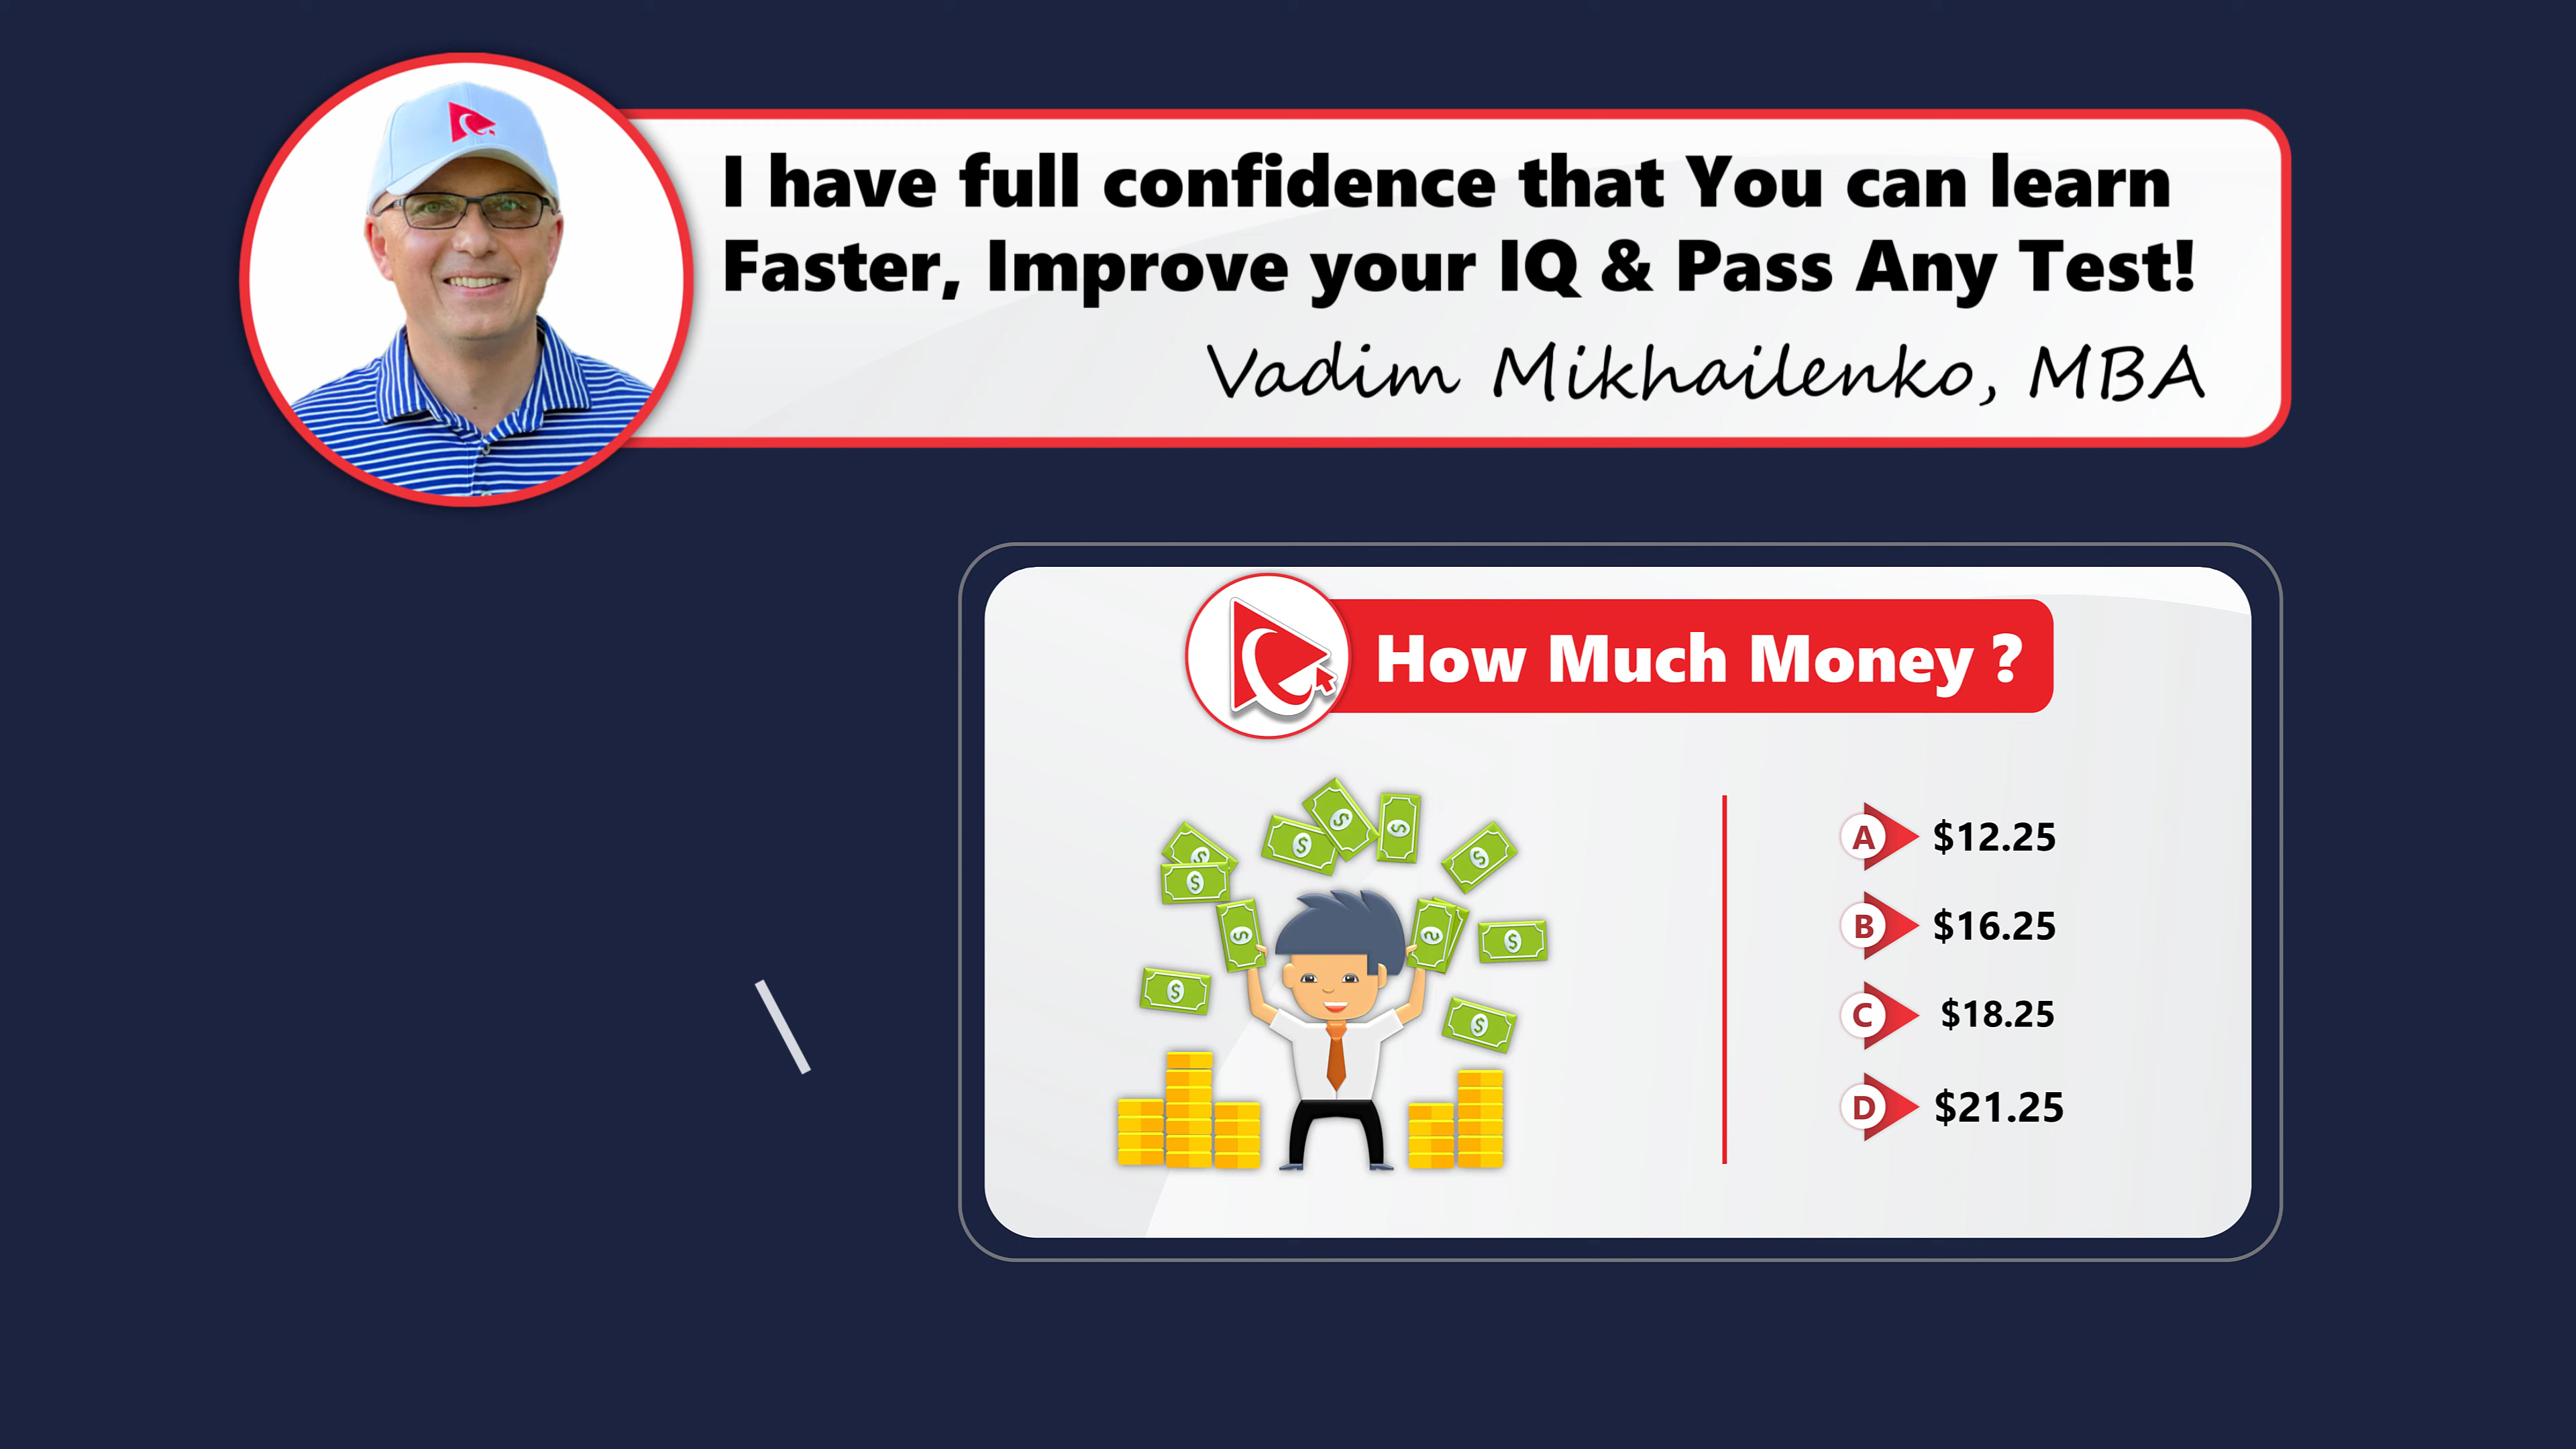 I have full confidence that You can learn
Faster, Improve your IQ & Pass Any Test!
Vadim Mikhailenko, MBA
How Much Money ?
A $12.25
B $16.25
C $18.25
D $21.25